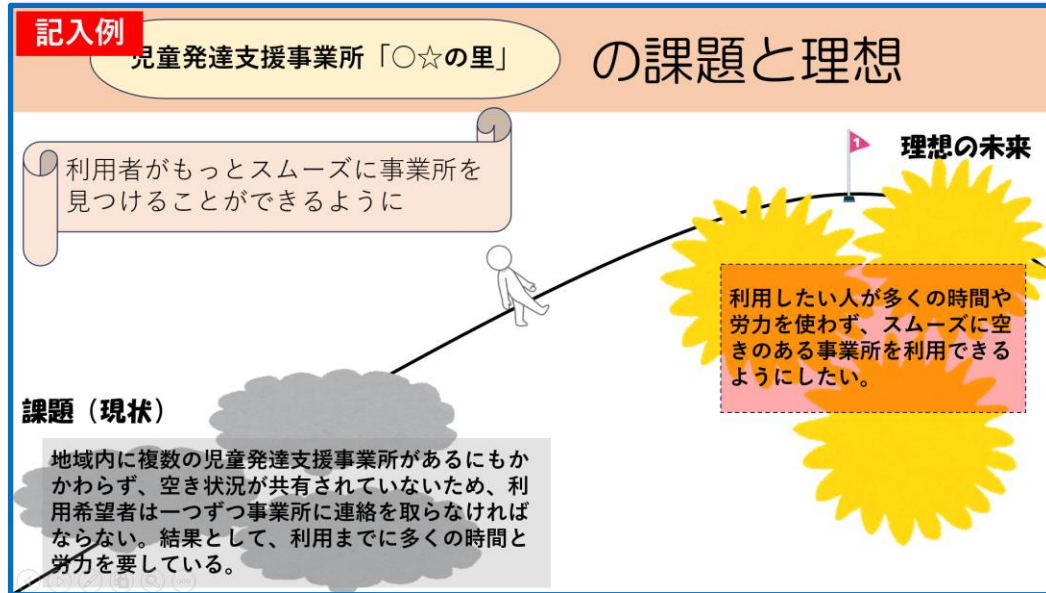 記入例
児童発達支援事業所「○☆の里」
の課題と理想
利用者がもっとスムーズに事業所を
見つけることができるように
1
理想の未来
利用したい人が多くの時間や
労力を使わず、スムーズに空
きのある事業所を利用できる
ようにしたい。
課題（現状）
地域内に複数の児童発達支援事業所があるにもか
かわらず、空き状況が共有されていないため、利
用希望者は一つずつ事業所に連絡を取らなければ
ならない。結果として、利用までに多くの時間と
労力を要している。